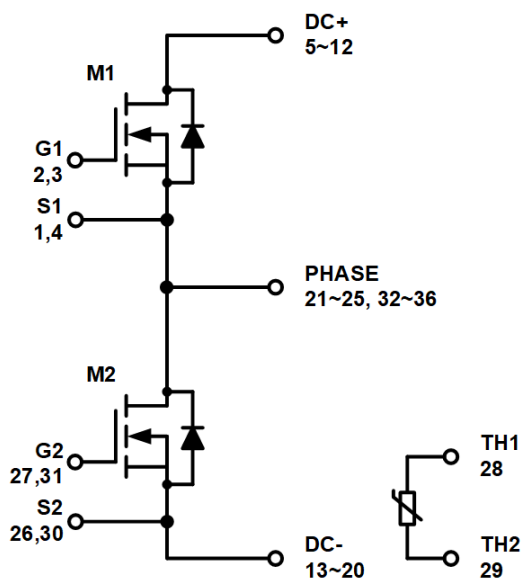 DC+
5~12
M1
G1
2,3
S1
1,4
PHASE
21~25, 32~36
M2
G2
27,31
S2
26,30
DC-
13~20
TH1
28
TH2
29